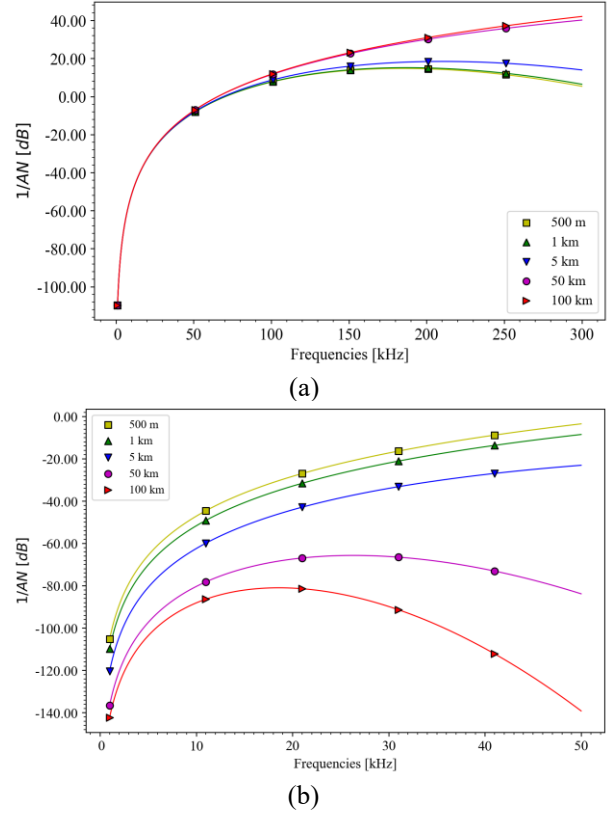 40.00
20.00
0.00
-20.00
-40.00
-60.00
-80.00
-100.00
1/AN [dB]
500 m
1 km
5 km
50 km
100 km
0 50 100 150 200 250 300
Frequencies [kHz]
(a)
0.00
-20.00
-40.00
-60.00
-80.00
-100.00
-120.00
-140.00
1/AN [dB]
500 m
1 km
5 km
50 km
100 km
0 10 20 30 40 50
Frequencies [kHz]
(b)